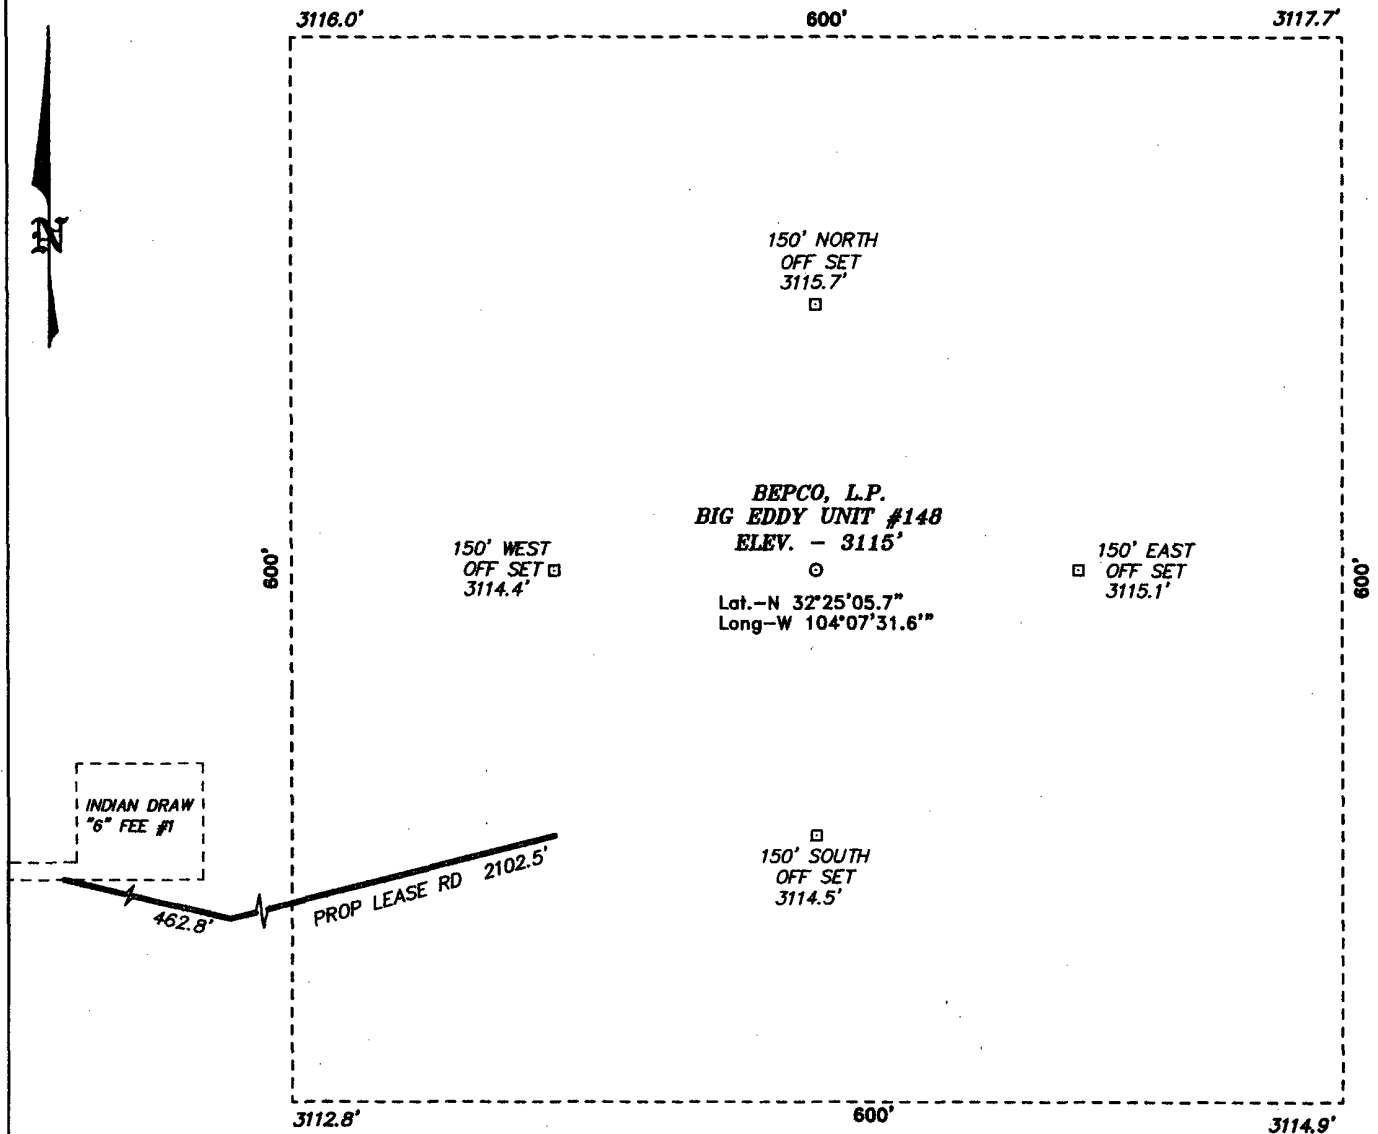 3116.0' 600' 3117.7'
N
150' NORTH
OFF SET
3115.7'
BEPCO, L.P.
BIG EDDY UNIT #148
ELEV. - 3115'
150' WEST
OFF SET
3114.4'
600'
150' EAST
OFF SET
3115.1'
600'
Lat.-N 32°25'05.7"
Long-W 104°07'31.6'"
INDIAN DRAW
"6" FEE #1
462.8'
PROP LEASE RD 2102.5'
150' SOUTH
OFF SET
3114.5'
3112.8' 600' 3114.9'